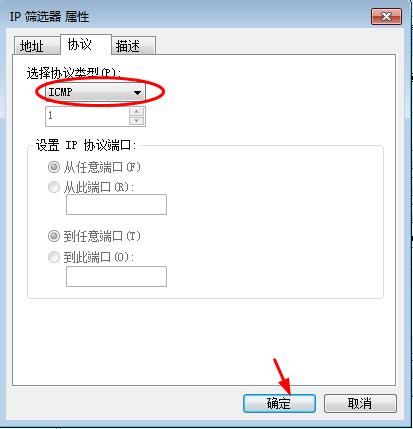 IP 筛选器 属性
地址 协议 描述
选择协议类型(P):
ICMP
1
设置 IP 协议端口:
从任意端口(F)
从此端口(R):
到任意端口(T)
到此端口(O):
确定 取消